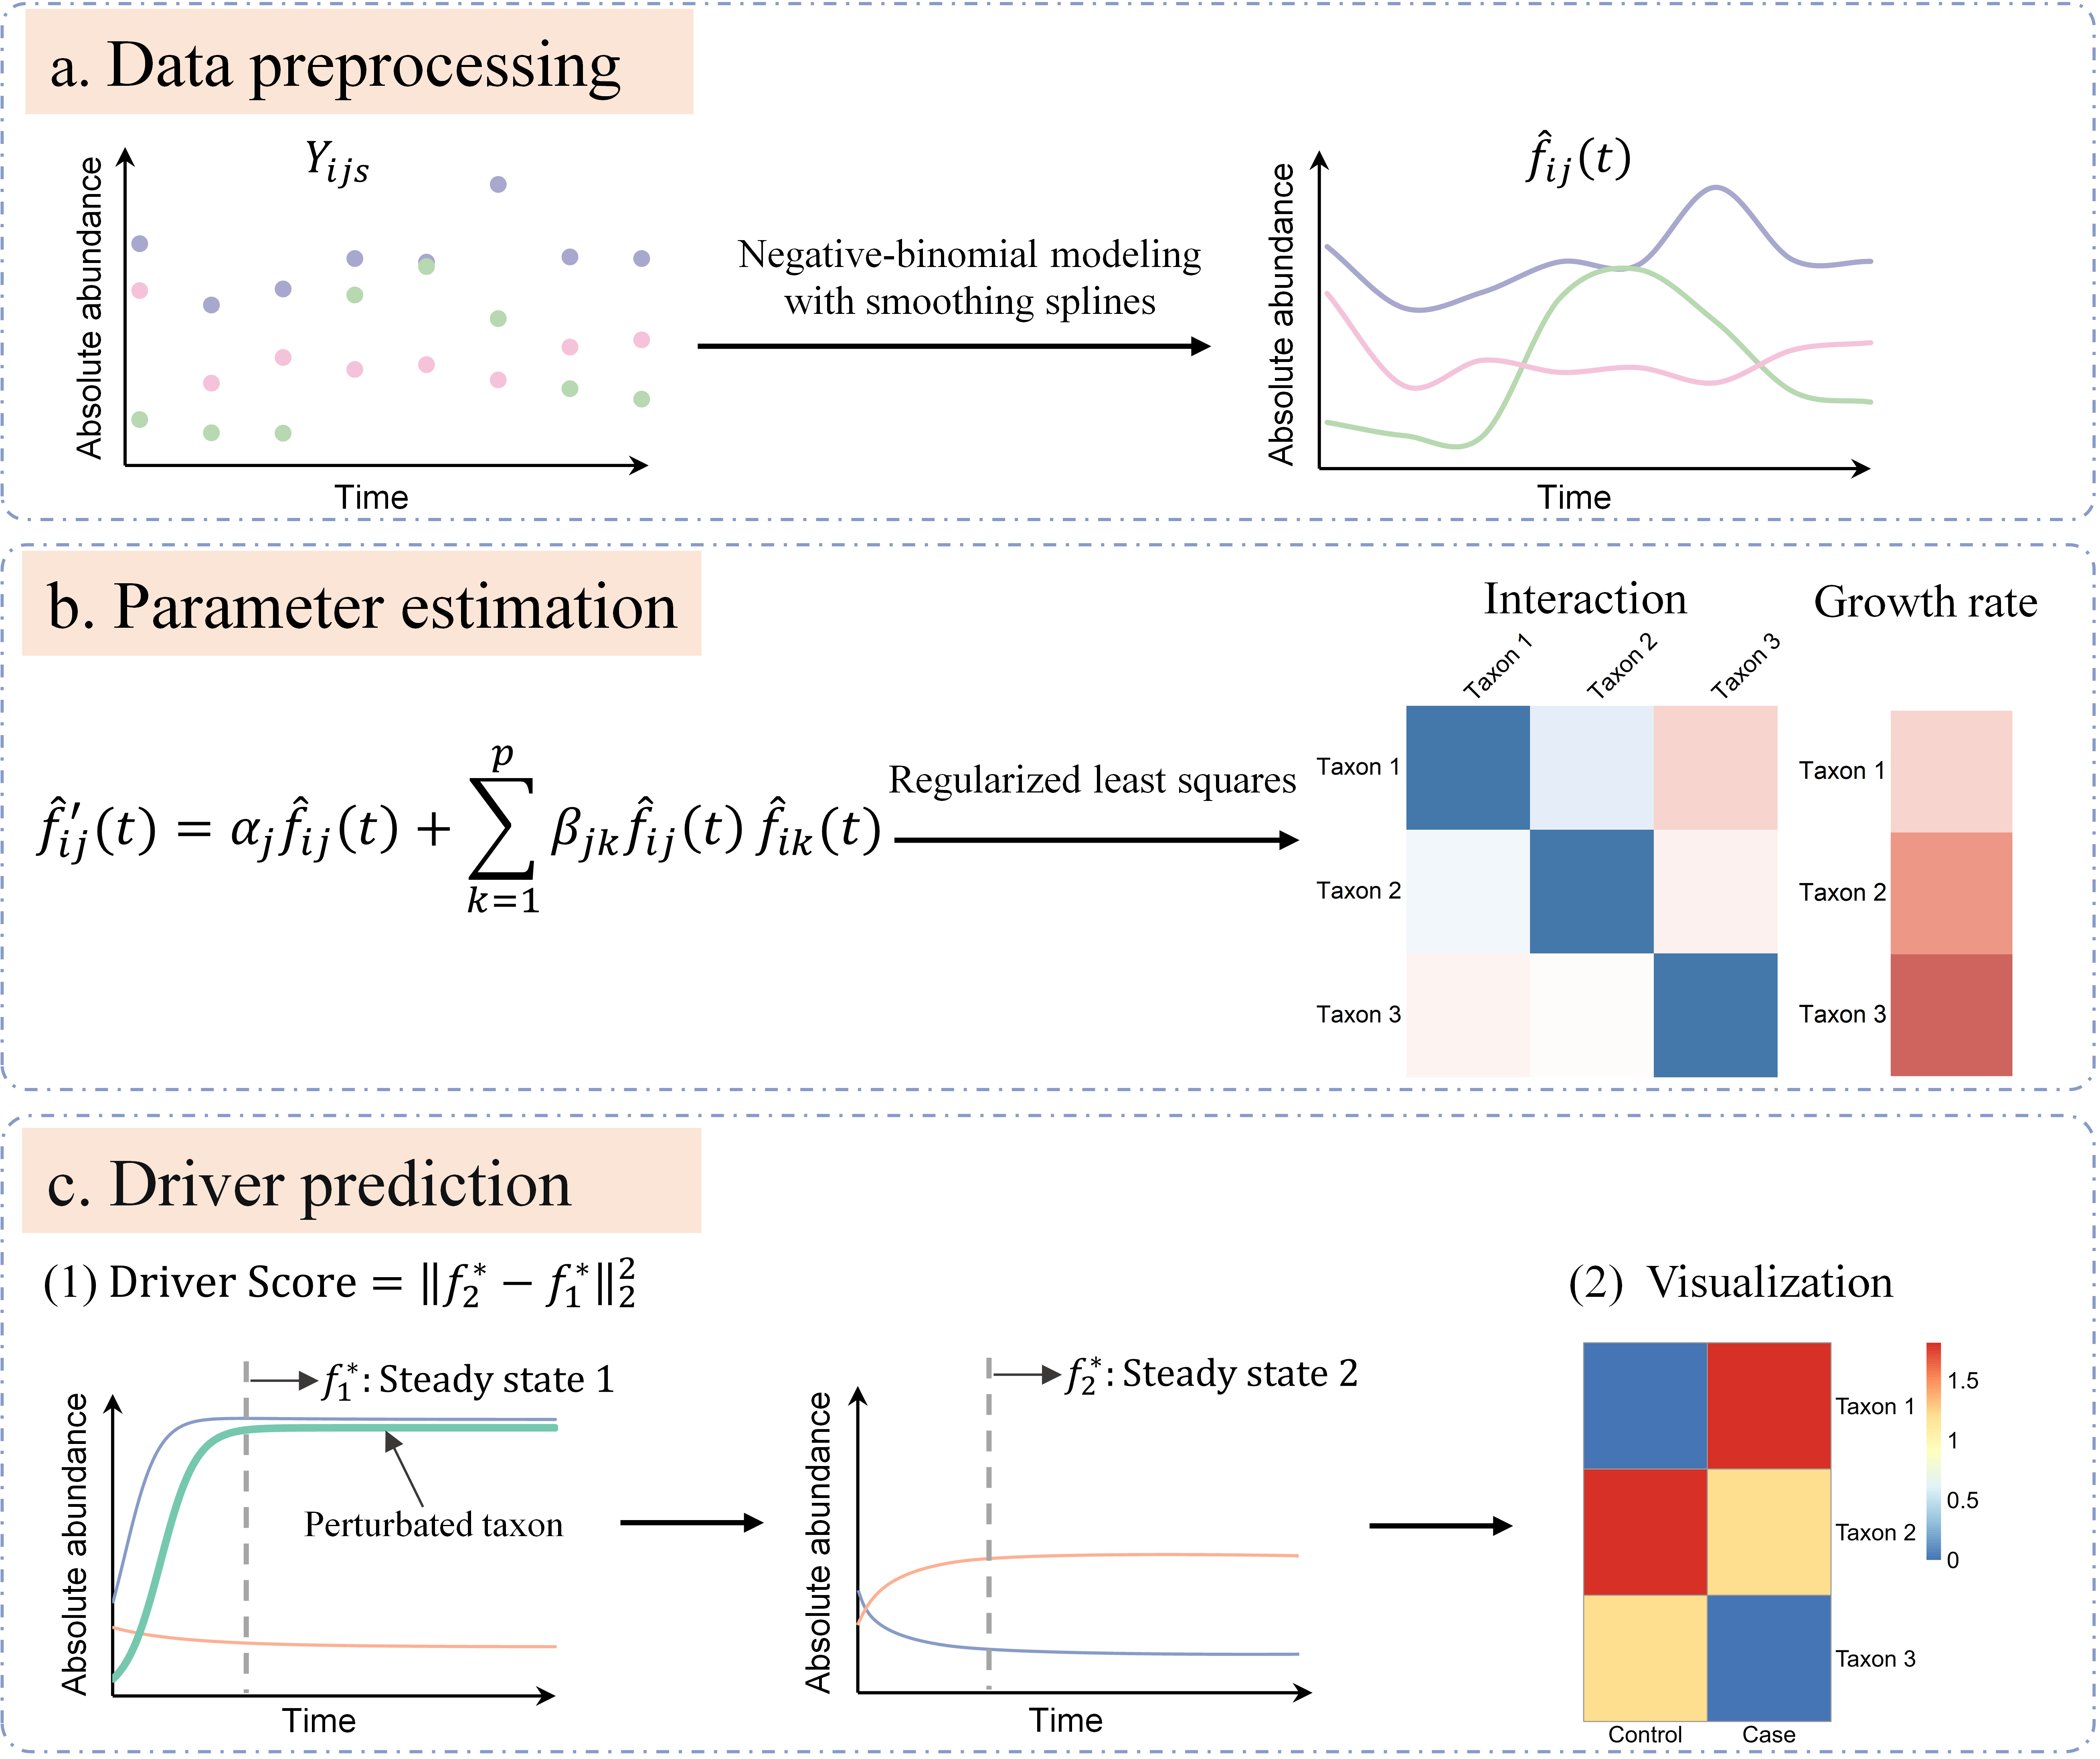 a. Data preprocessing
Y_{ijs}
Absolute abundance
Time
Negative-binomial modeling
with smoothing splines
\hat{f}_{ij}(t)
Absolute abundance
Time
b. Parameter estimation
\hat{f}'_{ij}(t) = α_j \hat{f}_{ij}(t) + \sum_{k=1}^{p} β_{jk} \hat{f}_{ij}(t) \hat{f}_{ik}(t)
Regularized least squares
Interaction
Taxon 1
Taxon 2
Taxon 3
Taxon 1
Taxon 2
Taxon 3
Growth rate
Taxon 1
Taxon 2
Taxon 3
c. Driver prediction
(1) Driver Score = ‖f_2^* − f_1^*‖_2^2
f_1^*: Steady state 1
Absolute abundance
Perturbated taxon
Time
f_2^*: Steady state 2
Absolute abundance
Time
(2) Visualization
Taxon 1
Taxon 2
Taxon 3
Control
Case
1.5
1
0.5
0